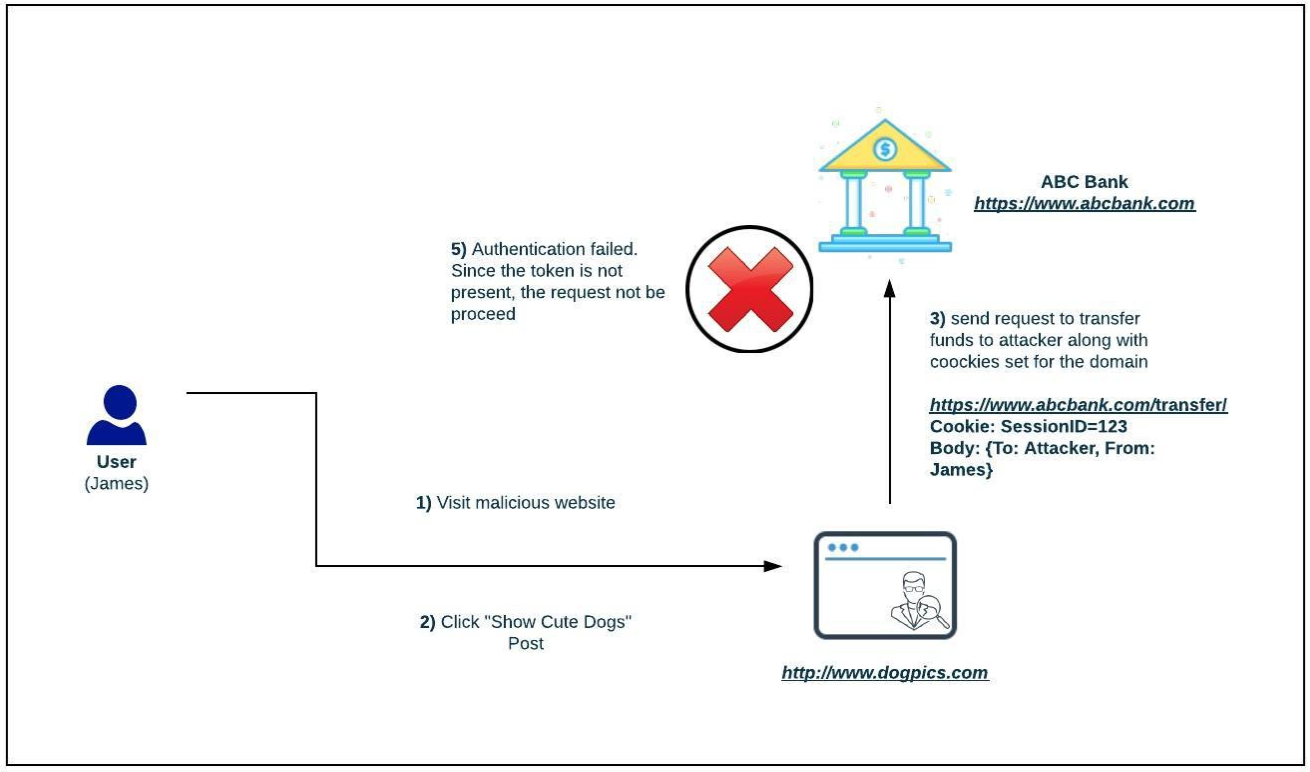 ABC Bank
https://www.abcbank.com
5) Authentication failed.
Since the token is not
present, the request not be
proceed
3) send request to transfer
funds to attacker along with
coockies set for the domain
https://www.abcbank.com/transfer/
Cookie: SessionID=123
Body: {To: Attacker, From:
James}
User
(James)
1) Visit malicious website
2) Click "Show Cute Dogs"
Post
http://www.dogpics.com
$